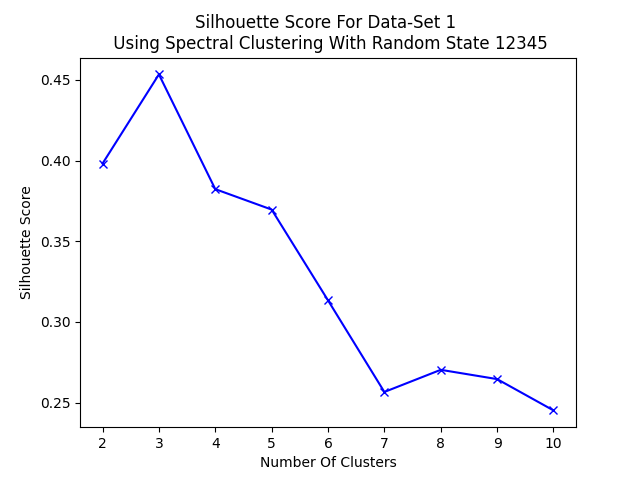 Silhouette Score For Data-Set 1
Using Spectral Clustering With Random State 12345
Silhouette Score
0.45
0.40
0.35
0.30
0.25
2 3 4 5 6 7 8 9 10
Number Of Clusters